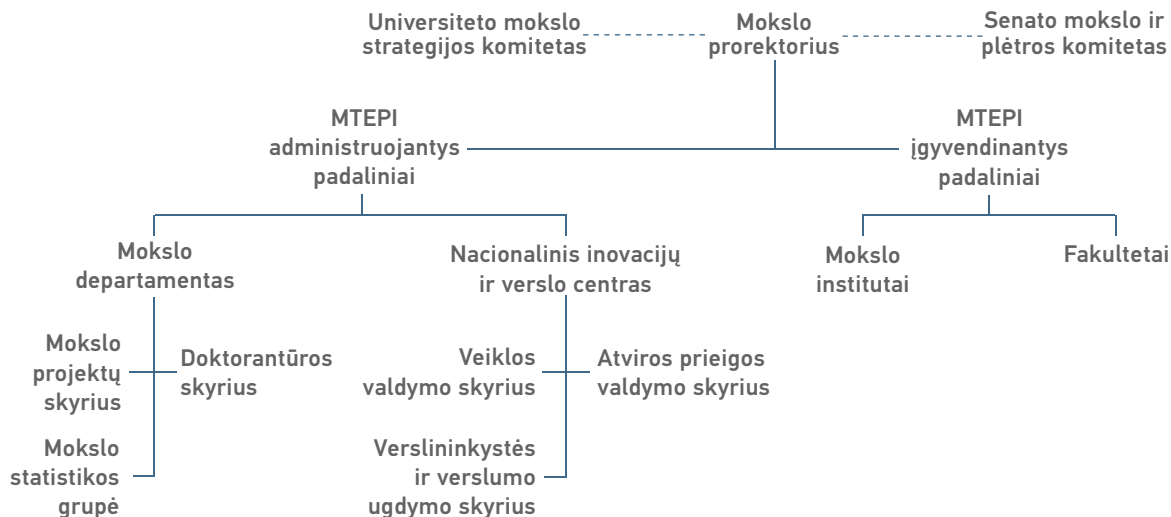 Universiteto mokslo
strategijos komitetas
Mokslo
prorektorius
Senato mokslo ir
plėtros komitetas
MTEPI
administruojantys
padaliniai
MTEPI
įgyvendinantys
padaliniai
Mokslo
departamentas
Nacionalinis inovacijų
ir verslo centras
Mokslo
institutai
Fakultetai
Mokslo
projektų
skyrius
Doktorantūros
skyrius
Veiklos
valdymo skyrius
Atviros prieigos
valdymo skyrius
Mokslo
statistikos
grupė
Verslininkystės
ir verslumo
ugdymo skyrius